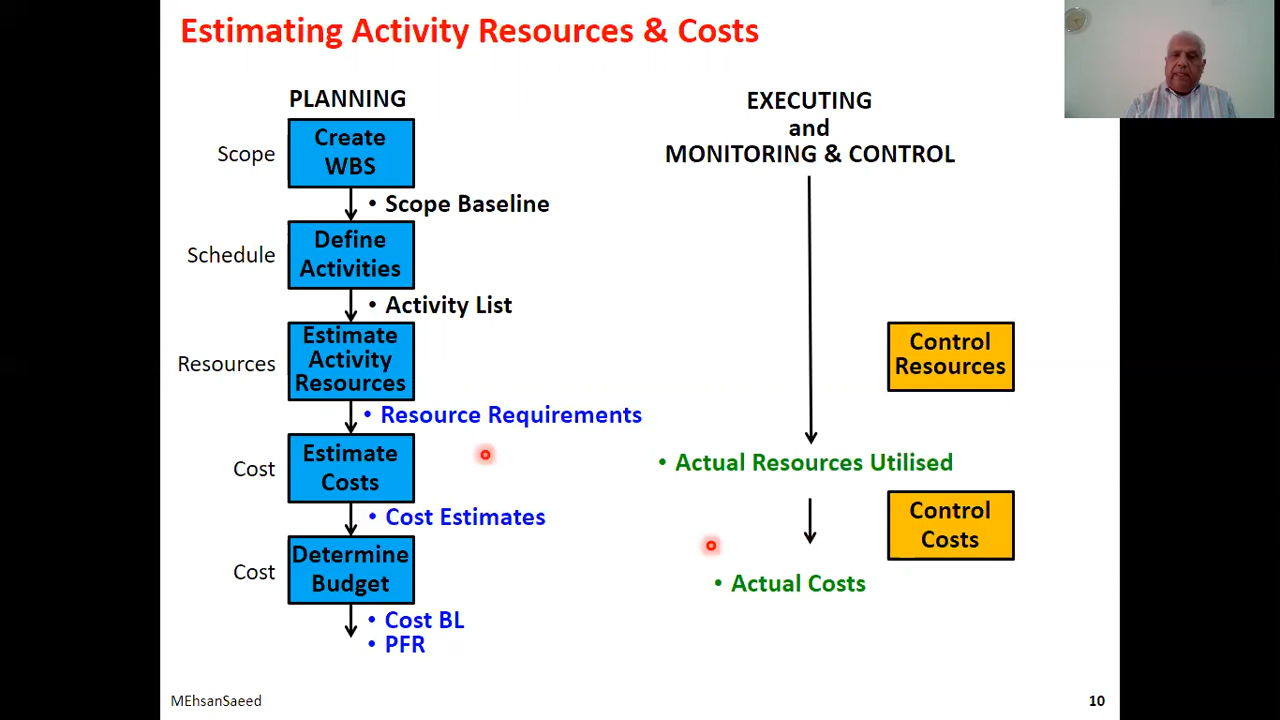 Estimating Activity Resources & Costs
PLANNING
Scope
Create
WBS
• Scope Baseline
Schedule
Define
Activities
• Activity List
Resources
Estimate
Activity
Resources
• Resource Requirements
Cost
Estimate
Costs
• Cost Estimates
Cost
Determine
Budget
• Cost BL
• PFR
EXECUTING
and
MONITORING & CONTROL
Control
Resources
• Actual Resources Utilised
Control
Costs
• Actual Costs
MEhsanSaeed
10